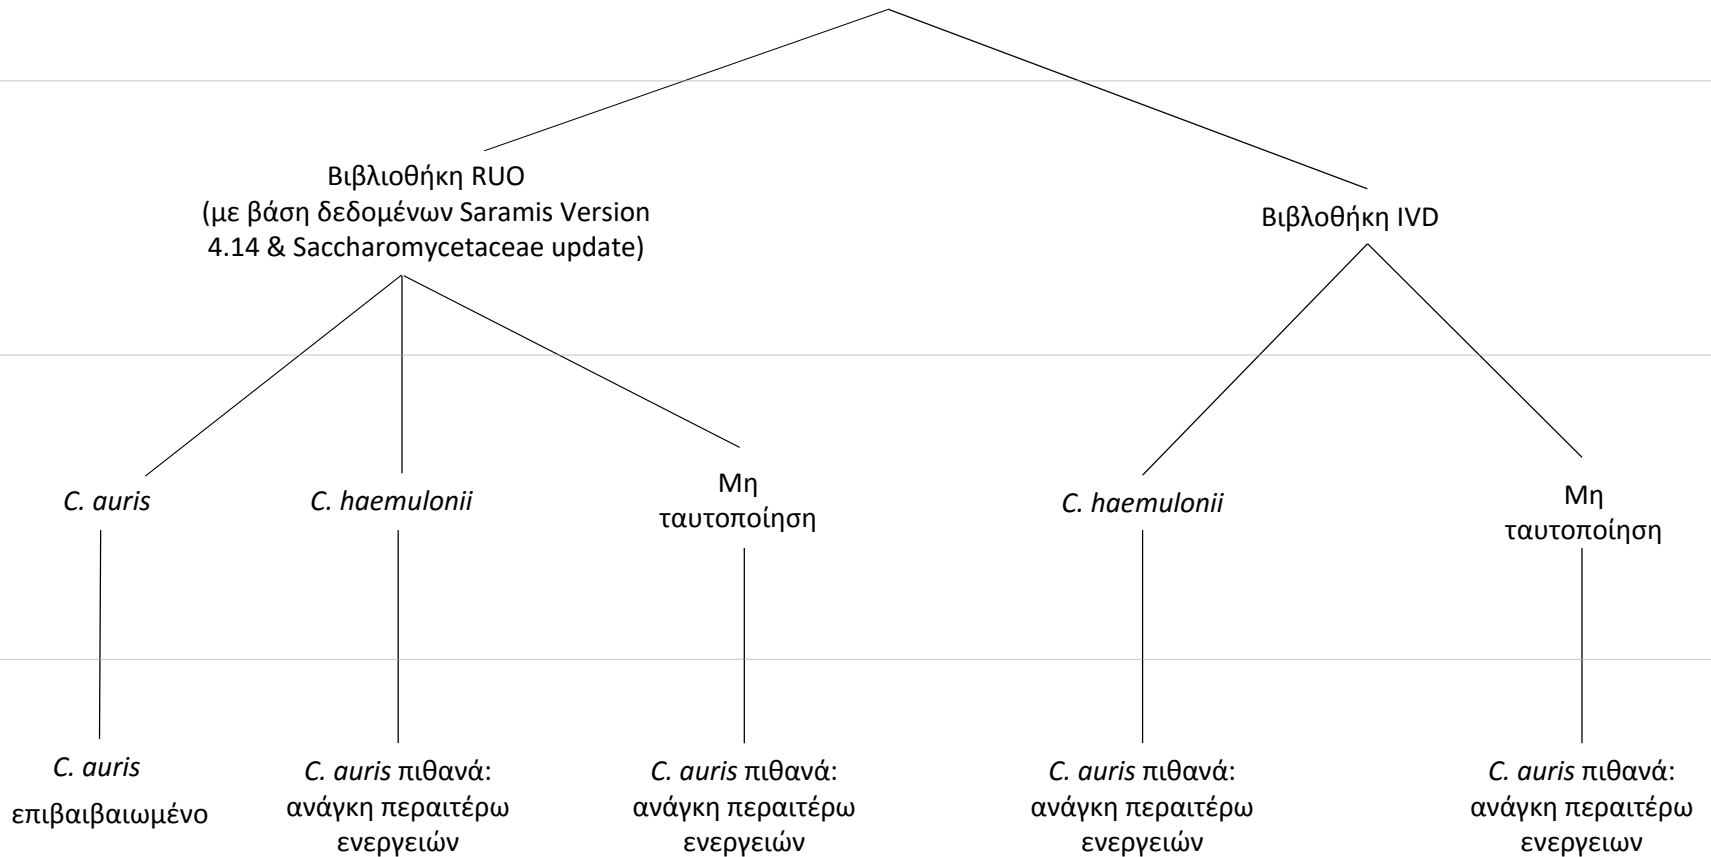 Βιβλιοθήκη RUO
(με βάση δεδομένων Saramis Version
4.14 & Saccharomycetaceae update)
Βιβλοθήκη IVD
C. auris
C. haemulonii
Μη
ταυτοποίηση
C. haemulonii
Μη
ταυτοποίηση
C. auris
επιβαιβαιωμένο
C. auris πιθανά:
ανάγκη περαιτέρω
ενεργειών
C. auris πιθανά:
ανάγκη περαιτέρω
ενεργειών
C. auris πιθανά:
ανάγκη περαιτέρω
ενεργειών
C. auris πιθανά:
ανάγκη περαιτέρω
ενεργειων